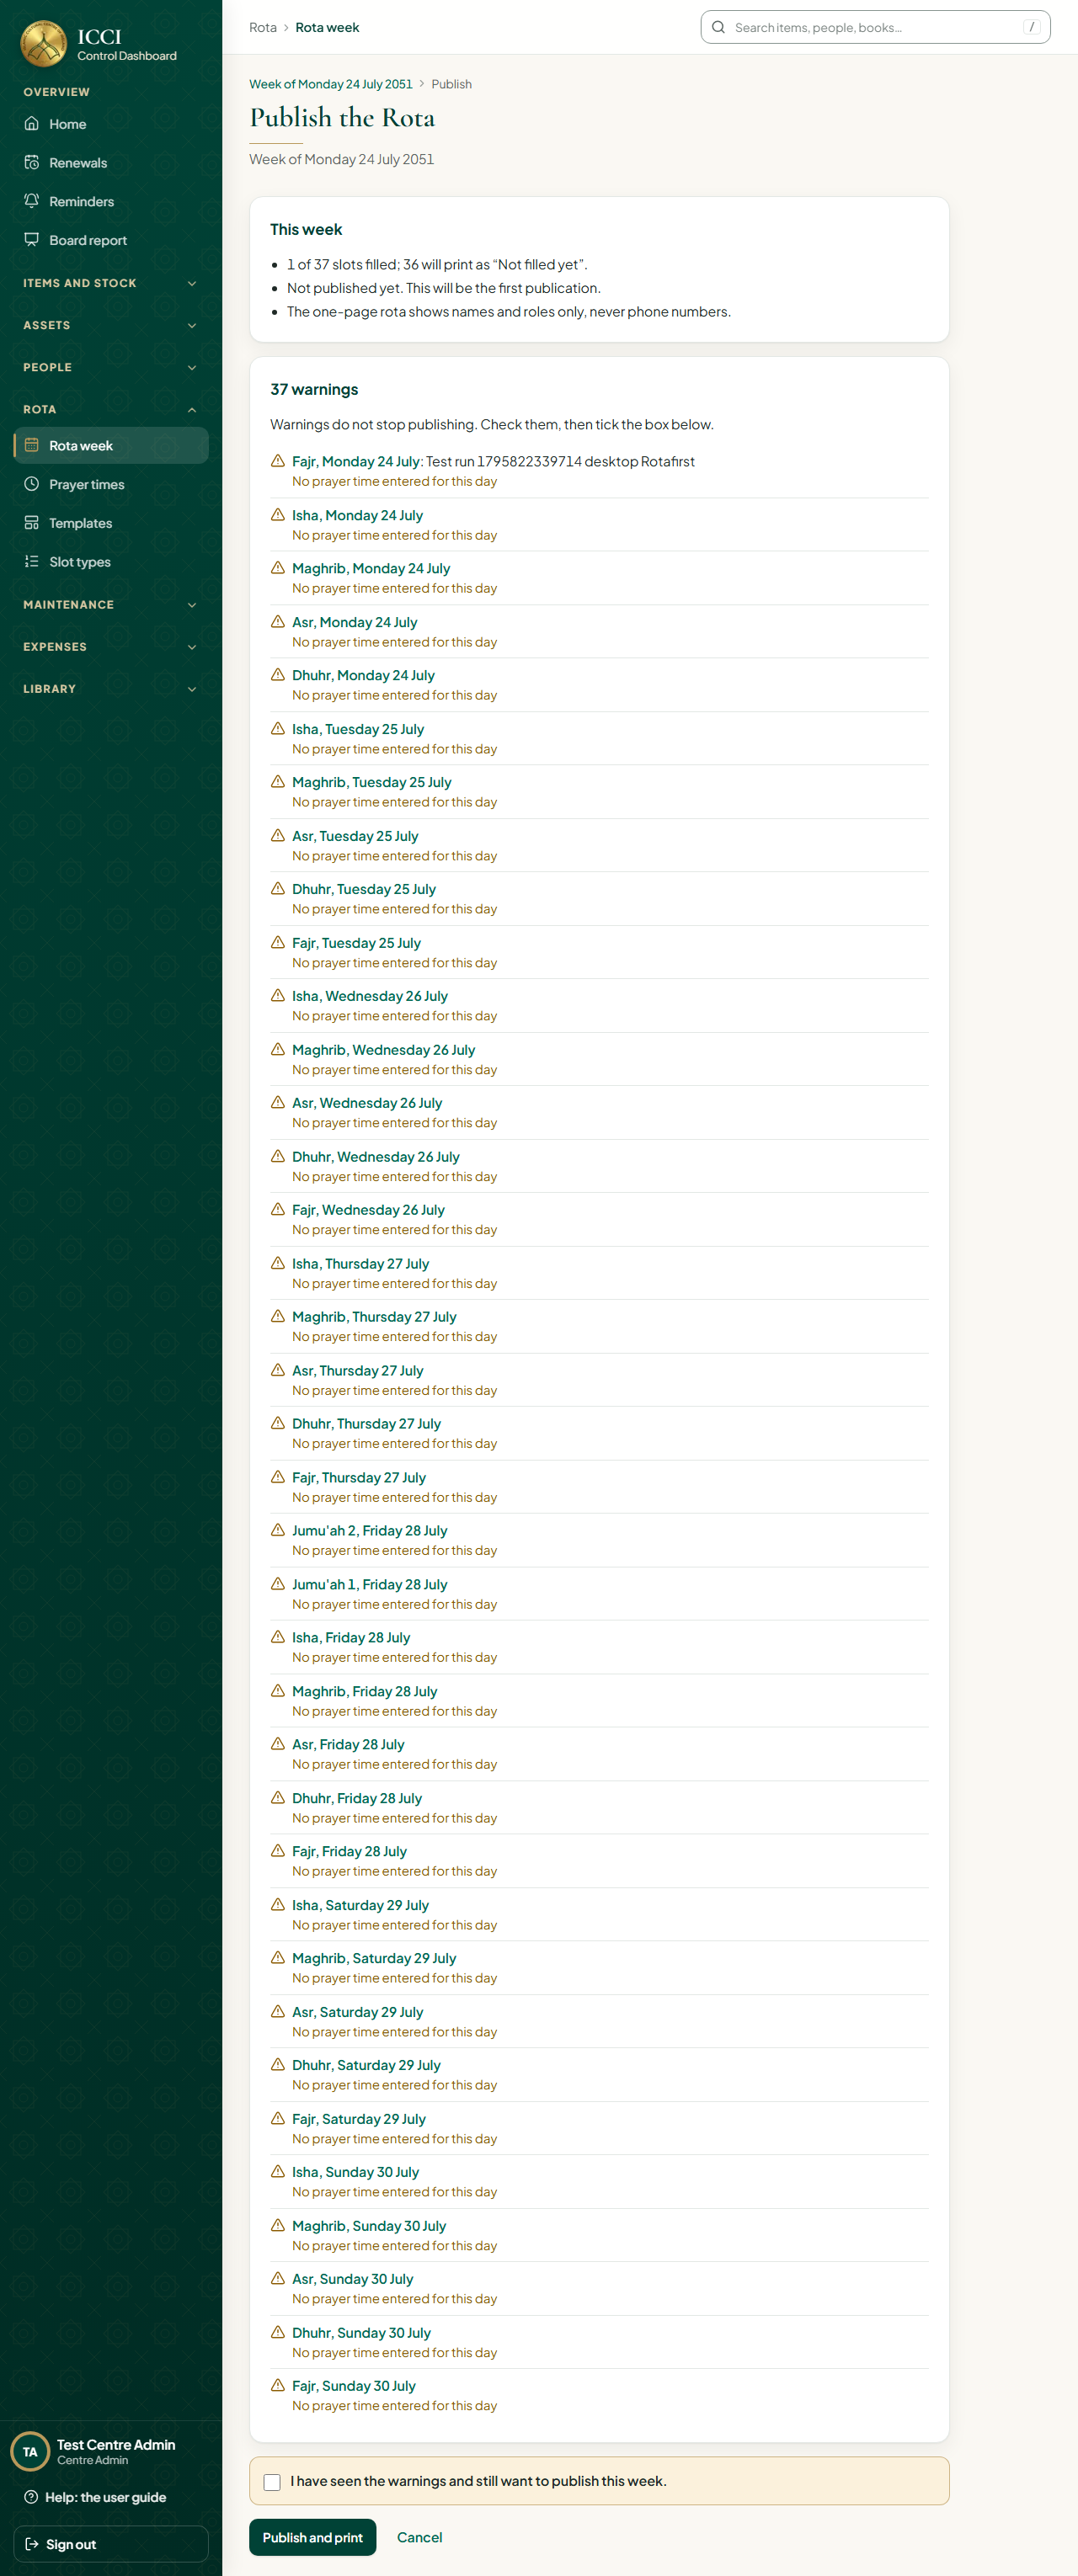 ICCI
Control Dashboard
OVERVIEW
Home
Renewals
Reminders
Board report
ITEMS AND STOCK
ASSETS
PEOPLE
ROTA
Rota week
Prayer times
Templates
Slot types
MAINTENANCE
EXPENSES
LIBRARY
TA
Test Centre Admin
Centre Admin
Help: the user guide
Sign out
Rota › Rota week
Search items, people, books…
/
Week of Monday 24 July 2051 › Publish
Publish the Rota
Week of Monday 24 July 2051
This week
• 1 of 37 slots filled; 36 will print as “Not filled yet”.
• Not published yet. This will be the first publication.
• The one-page rota shows names and roles only, never phone numbers.
37 warnings
Warnings do not stop publishing. Check them, then tick the box below.
Fajr, Monday 24 July: Test run 1795822339714 desktop Rotafirst
No prayer time entered for this day
Isha, Monday 24 July
No prayer time entered for this day
Maghrib, Monday 24 July
No prayer time entered for this day
Asr, Monday 24 July
No prayer time entered for this day
Dhuhr, Monday 24 July
No prayer time entered for this day
Isha, Tuesday 25 July
No prayer time entered for this day
Maghrib, Tuesday 25 July
No prayer time entered for this day
Asr, Tuesday 25 July
No prayer time entered for this day
Dhuhr, Tuesday 25 July
No prayer time entered for this day
Fajr, Tuesday 25 July
No prayer time entered for this day
Isha, Wednesday 26 July
No prayer time entered for this day
Maghrib, Wednesday 26 July
No prayer time entered for this day
Asr, Wednesday 26 July
No prayer time entered for this day
Dhuhr, Wednesday 26 July
No prayer time entered for this day
Fajr, Wednesday 26 July
No prayer time entered for this day
Isha, Thursday 27 July
No prayer time entered for this day
Maghrib, Thursday 27 July
No prayer time entered for this day
Asr, Thursday 27 July
No prayer time entered for this day
Dhuhr, Thursday 27 July
No prayer time entered for this day
Fajr, Thursday 27 July
No prayer time entered for this day
Jumu'ah 2, Friday 28 July
No prayer time entered for this day
Jumu'ah 1, Friday 28 July
No prayer time entered for this day
Isha, Friday 28 July
No prayer time entered for this day
Maghrib, Friday 28 July
No prayer time entered for this day
Asr, Friday 28 July
No prayer time entered for this day
Dhuhr, Friday 28 July
No prayer time entered for this day
Fajr, Friday 28 July
No prayer time entered for this day
Isha, Saturday 29 July
No prayer time entered for this day
Maghrib, Saturday 29 July
No prayer time entered for this day
Asr, Saturday 29 July
No prayer time entered for this day
Dhuhr, Saturday 29 July
No prayer time entered for this day
Fajr, Saturday 29 July
No prayer time entered for this day
Isha, Sunday 30 July
No prayer time entered for this day
Maghrib, Sunday 30 July
No prayer time entered for this day
Asr, Sunday 30 July
No prayer time entered for this day
Dhuhr, Sunday 30 July
No prayer time entered for this day
Fajr, Sunday 30 July
No prayer time entered for this day
I have seen the warnings and still want to publish this week.
Publish and print
Cancel